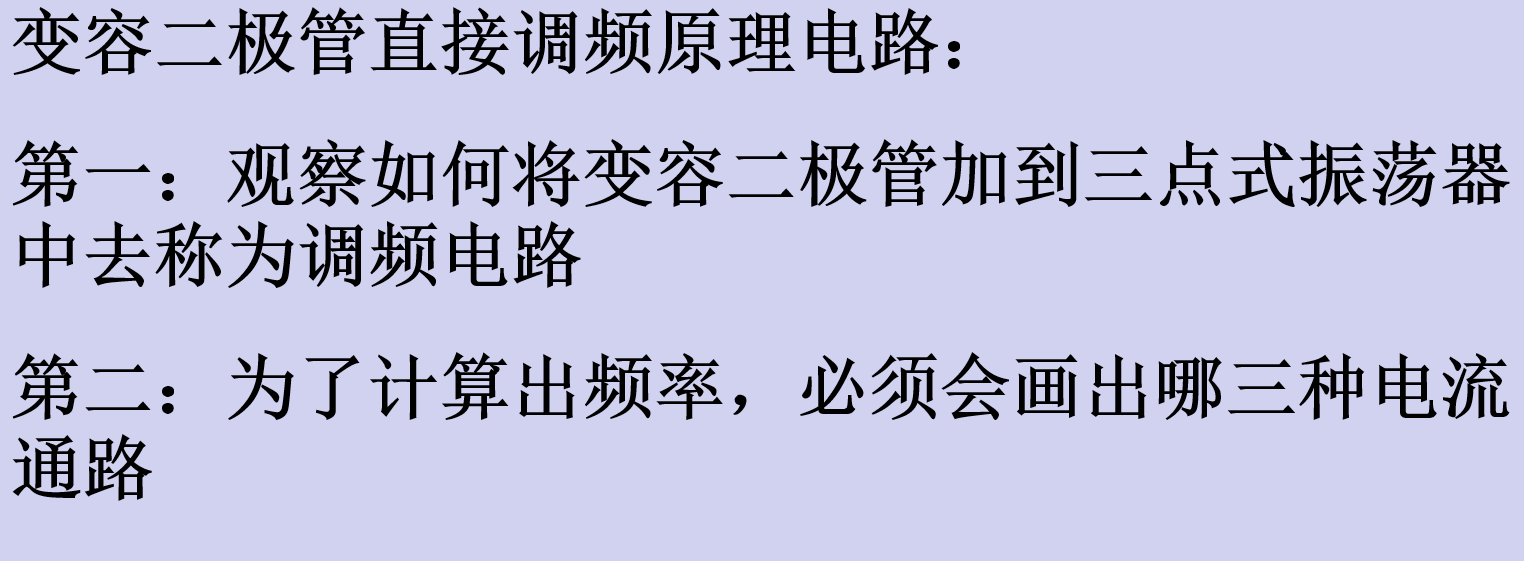 变容二极管直接调频原理电路：
第一：观察如何将变容二极管加到三点式振荡器
中去称为调频电路
第二：为了计算出频率，必须会画出哪三种电流
通路